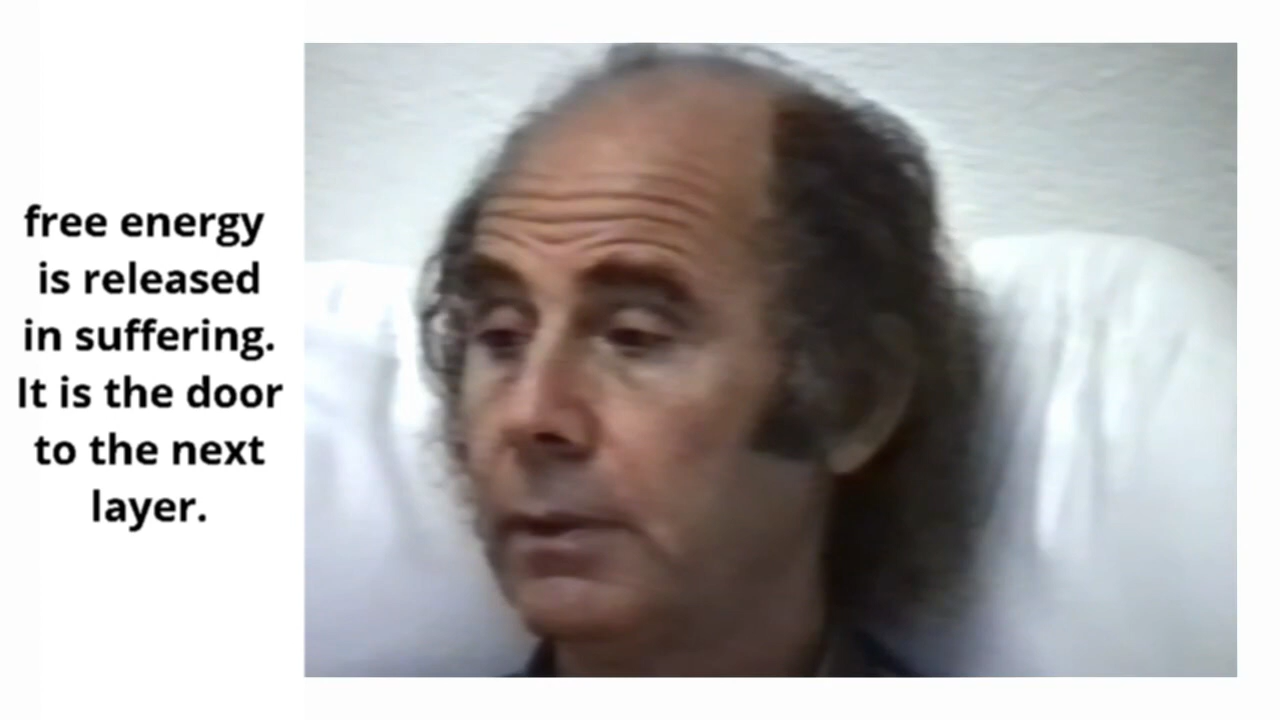 free energy
is released
in suffering.
It is the door
to the next
layer.